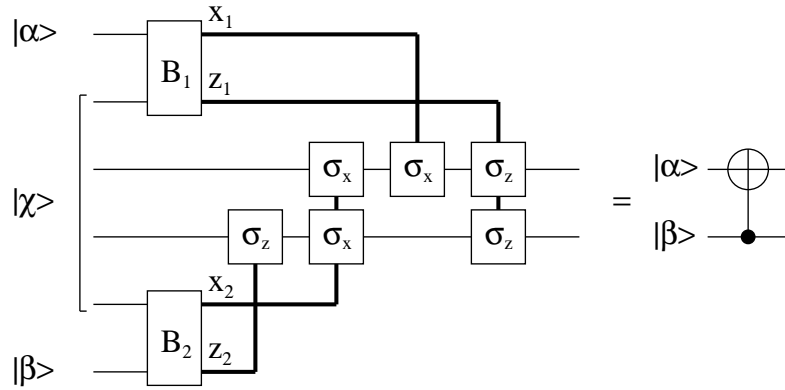 |α> B₁ x₁
z₁
|χ> σₓ σₓ σ_z = |α>
σ_z σₓ σ_z |β>
B₂ x₂
|β> z₂